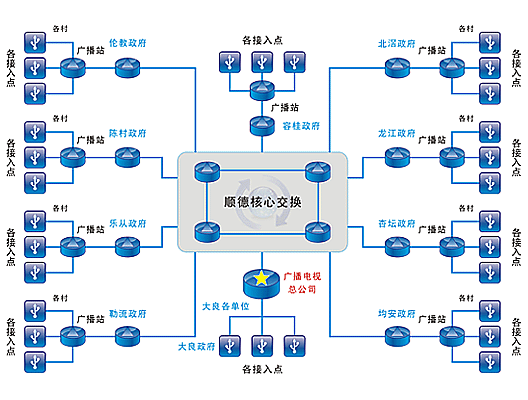 各村
伦教政府
广播站
各接入点
各接入点
广播站
容桂政府
北滘政府
广播站
各村
各接入点
各村
陈村政府
广播站
各接入点
龙江政府
广播站
各村
各接入点
顺德核心交换
各村
乐从政府
广播站
各接入点
杏坛政府
广播站
各村
各接入点
广播电视
总公司
大良各单位
大良政府
各接入点
各村
勒流政府
广播站
各接入点
均安政府
广播站
各村
各接入点